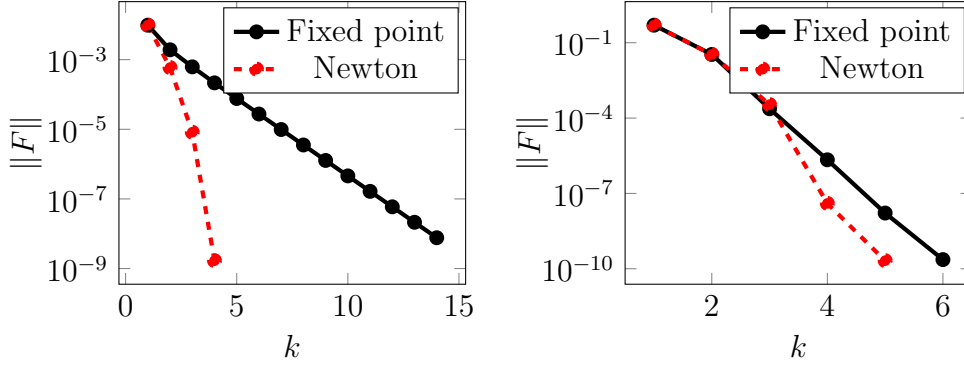 Fixed point
Newton
10^{-3}
10^{-5}
10^{-7}
10^{-9}
‖F‖
0
5
10
15
k
Fixed point
Newton
10^{-1}
10^{-4}
10^{-7}
10^{-10}
‖F‖
2
4
6
k